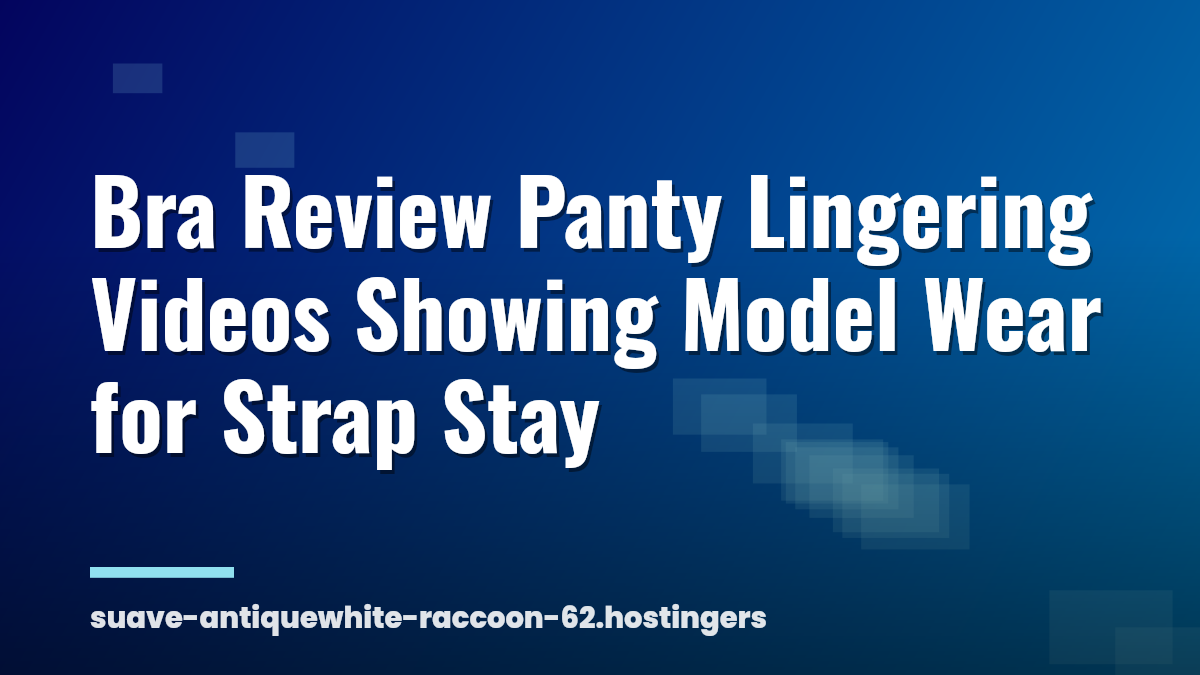 Bra Review Panty Lingering
Videos Showing Model Wear
for Strap Stay
suave-antiquewhite-raccoon-62.hostingers